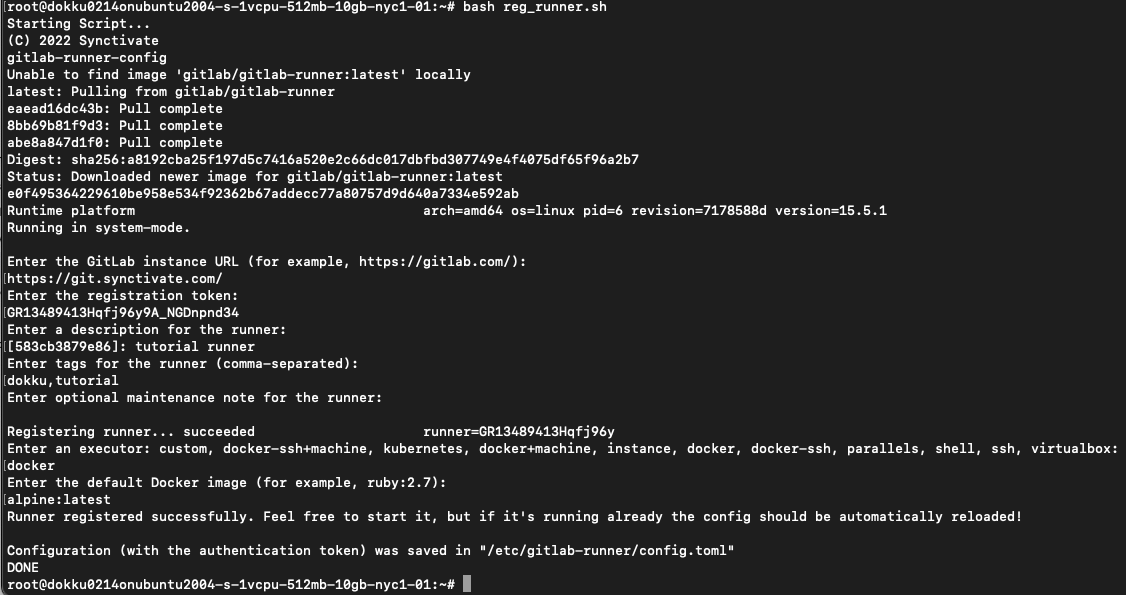 root@dokku0214onubuntu2004-s-1vcpu-512mb-10gb-nyc1-01:~# bash reg_runner.sh
Starting Script...
(C) 2022 Synctivate
gitlab-runner-config
Unable to find image 'gitlab/gitlab-runner:latest' locally
latest: Pulling from gitlab/gitlab-runner
eaead16dc43b: Pull complete
8bb69b81f9d3: Pull complete
abe8a847d1f0: Pull complete
Digest: sha256:a8192cba25f197d5c7416a520e2c66dc017dbfbd307749e4f4075df65f96a2b7
Status: Downloaded newer image for gitlab/gitlab-runner:latest
e0f495364229610be958e534f92362b67addecc77a80757d9d640a7334e592ab
Runtime platform                                    arch=amd64 os=linux pid=6 revision=7178588d version=15.5.1
Running in system-mode.

Enter the GitLab instance URL (for example, https://gitlab.com/):
https://git.synctivate.com/
Enter the registration token:
GR13489413Hqfj96y9A_NGDnpnd34
Enter a description for the runner:
[583cb3879e86]: tutorial runner
Enter tags for the runner (comma-separated):
dokku,tutorial
Enter optional maintenance note for the runner:

Registering runner... succeeded                     runner=GR13489413Hqfj96y
Enter an executor: custom, docker-ssh+machine, kubernetes, docker+machine, instance, docker, docker-ssh, parallels, shell, ssh, virtualbox:
docker
Enter the default Docker image (for example, ruby:2.7):
alpine:latest
Runner registered successfully. Feel free to start it, but if it's running already the config should be automatically reloaded!

Configuration (with the authentication token) was saved in "/etc/gitlab-runner/config.toml"
DONE
root@dokku0214onubuntu2004-s-1vcpu-512mb-10gb-nyc1-01:~#